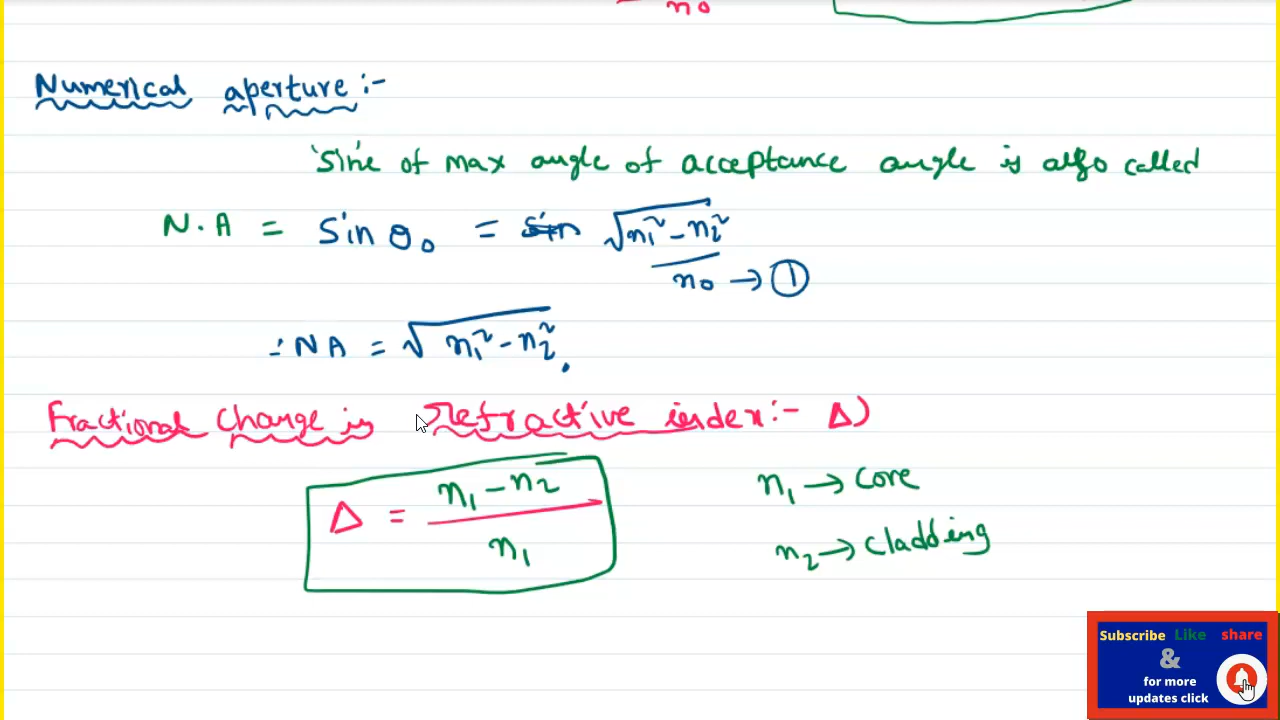 n0
Numerical aperture:-
Sine of max angle of acceptance angle is also called
N.A = Sin θ0 = sin √n1² - n2² / n0 → ①
∴ NA = √n1² - n2².
Fractional change is refractive index:- Δ)
Δ = n1 - n2 / n1
n1 → core
n2 → cladding
Subscribe Like share
&
for more
updates click